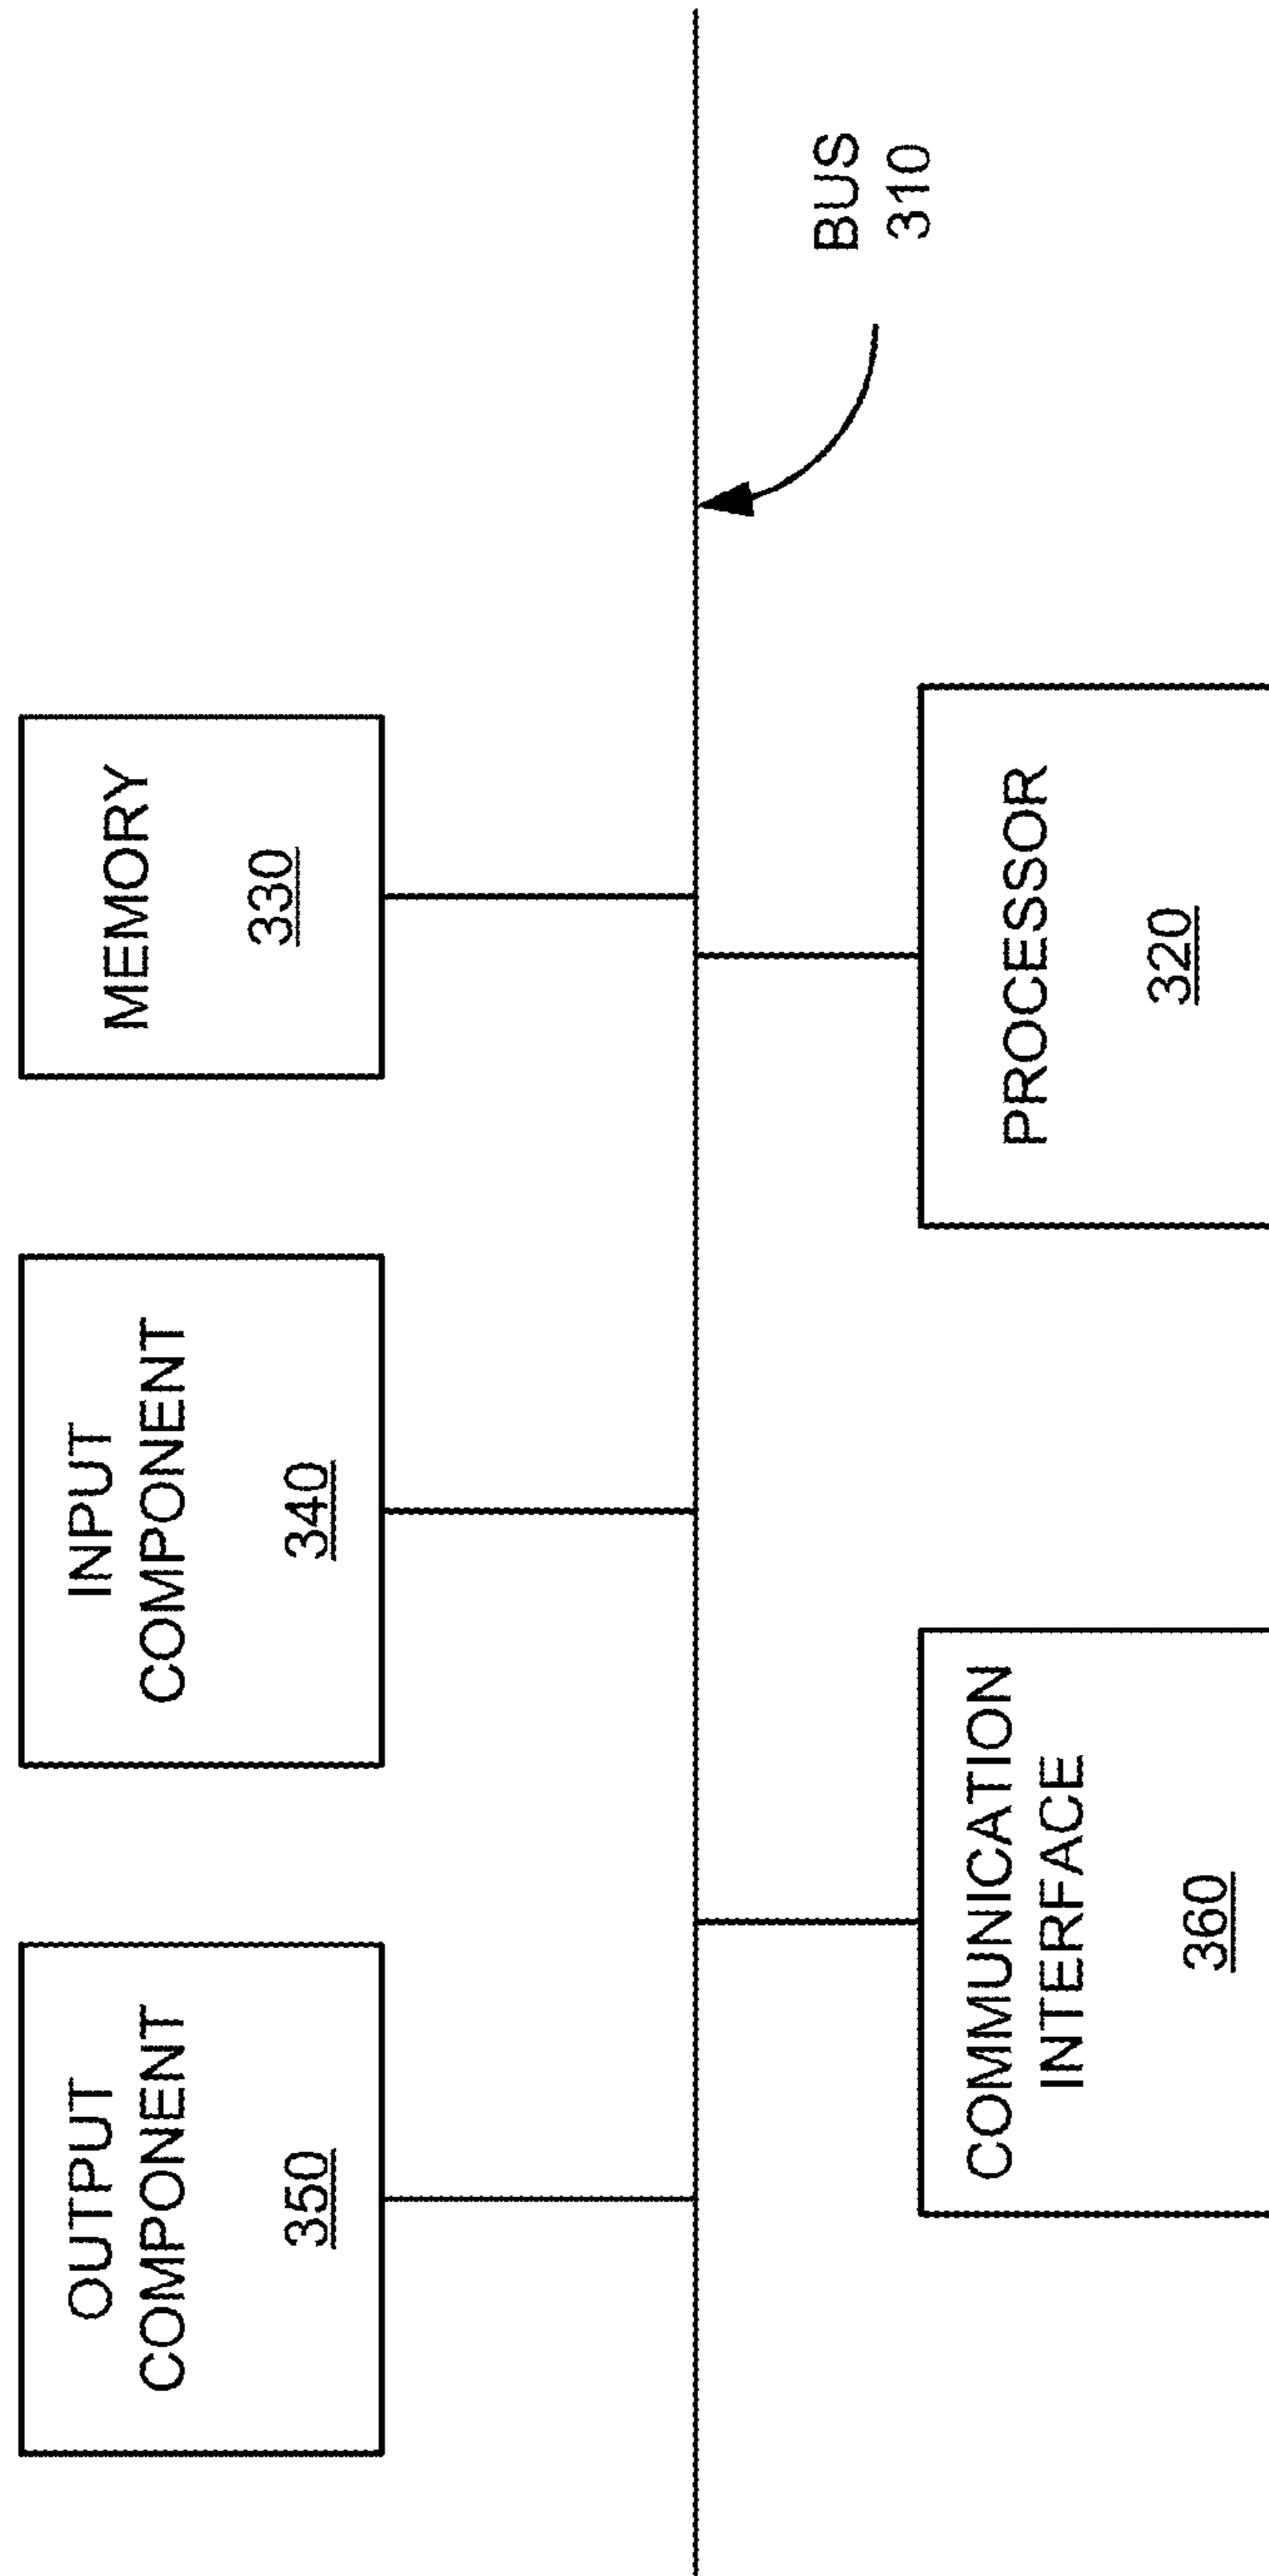 OUTPUT
COMPONENT
350
INPUT
COMPONENT
340
MEMORY
330
BUS
310
COMMUNICATION
INTERFACE
360
PROCESSOR
320